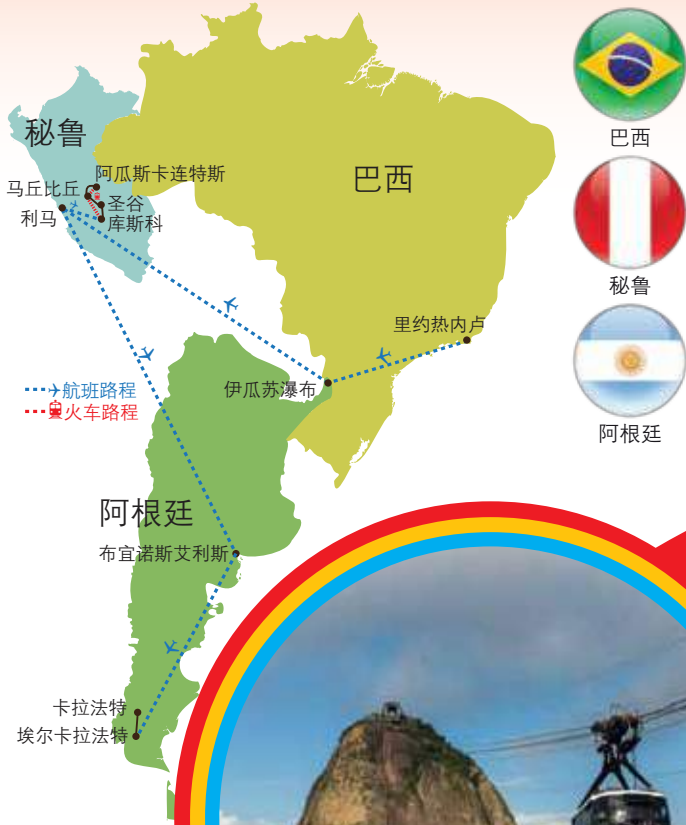 巴西
秘鲁
阿根廷
秘鲁
阿瓜斯卡连特斯
马丘比丘
圣谷
利马
库斯科
巴西
里约热内卢
伊瓜苏瀑布
航班路程
火车路程
阿根廷
布宜诺斯艾利斯
卡拉法特
埃尔卡拉法特